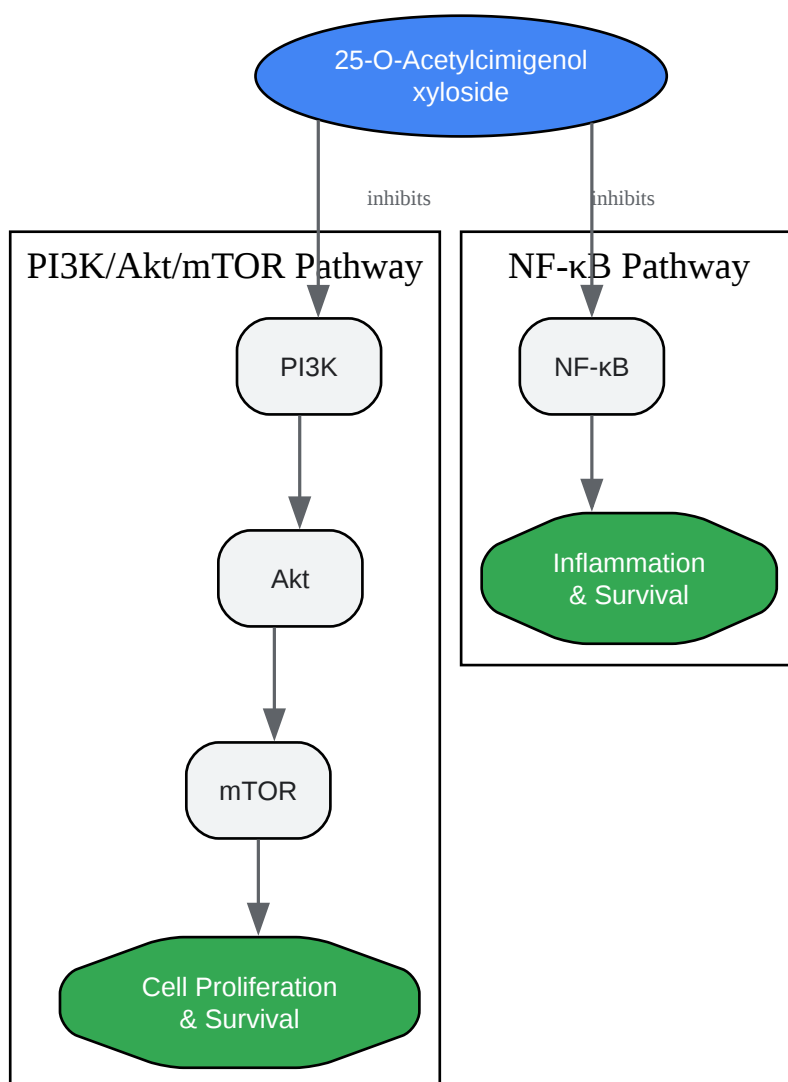 25-O-Acetylcimigenol
xyloside
inhibits
inhibits
PI3K/Akt/mTOR Pathway
NF-κB Pathway
PI3K
NF-κB
Akt
Inflammation
& Survival
mTOR
Cell Proliferation
& Survival